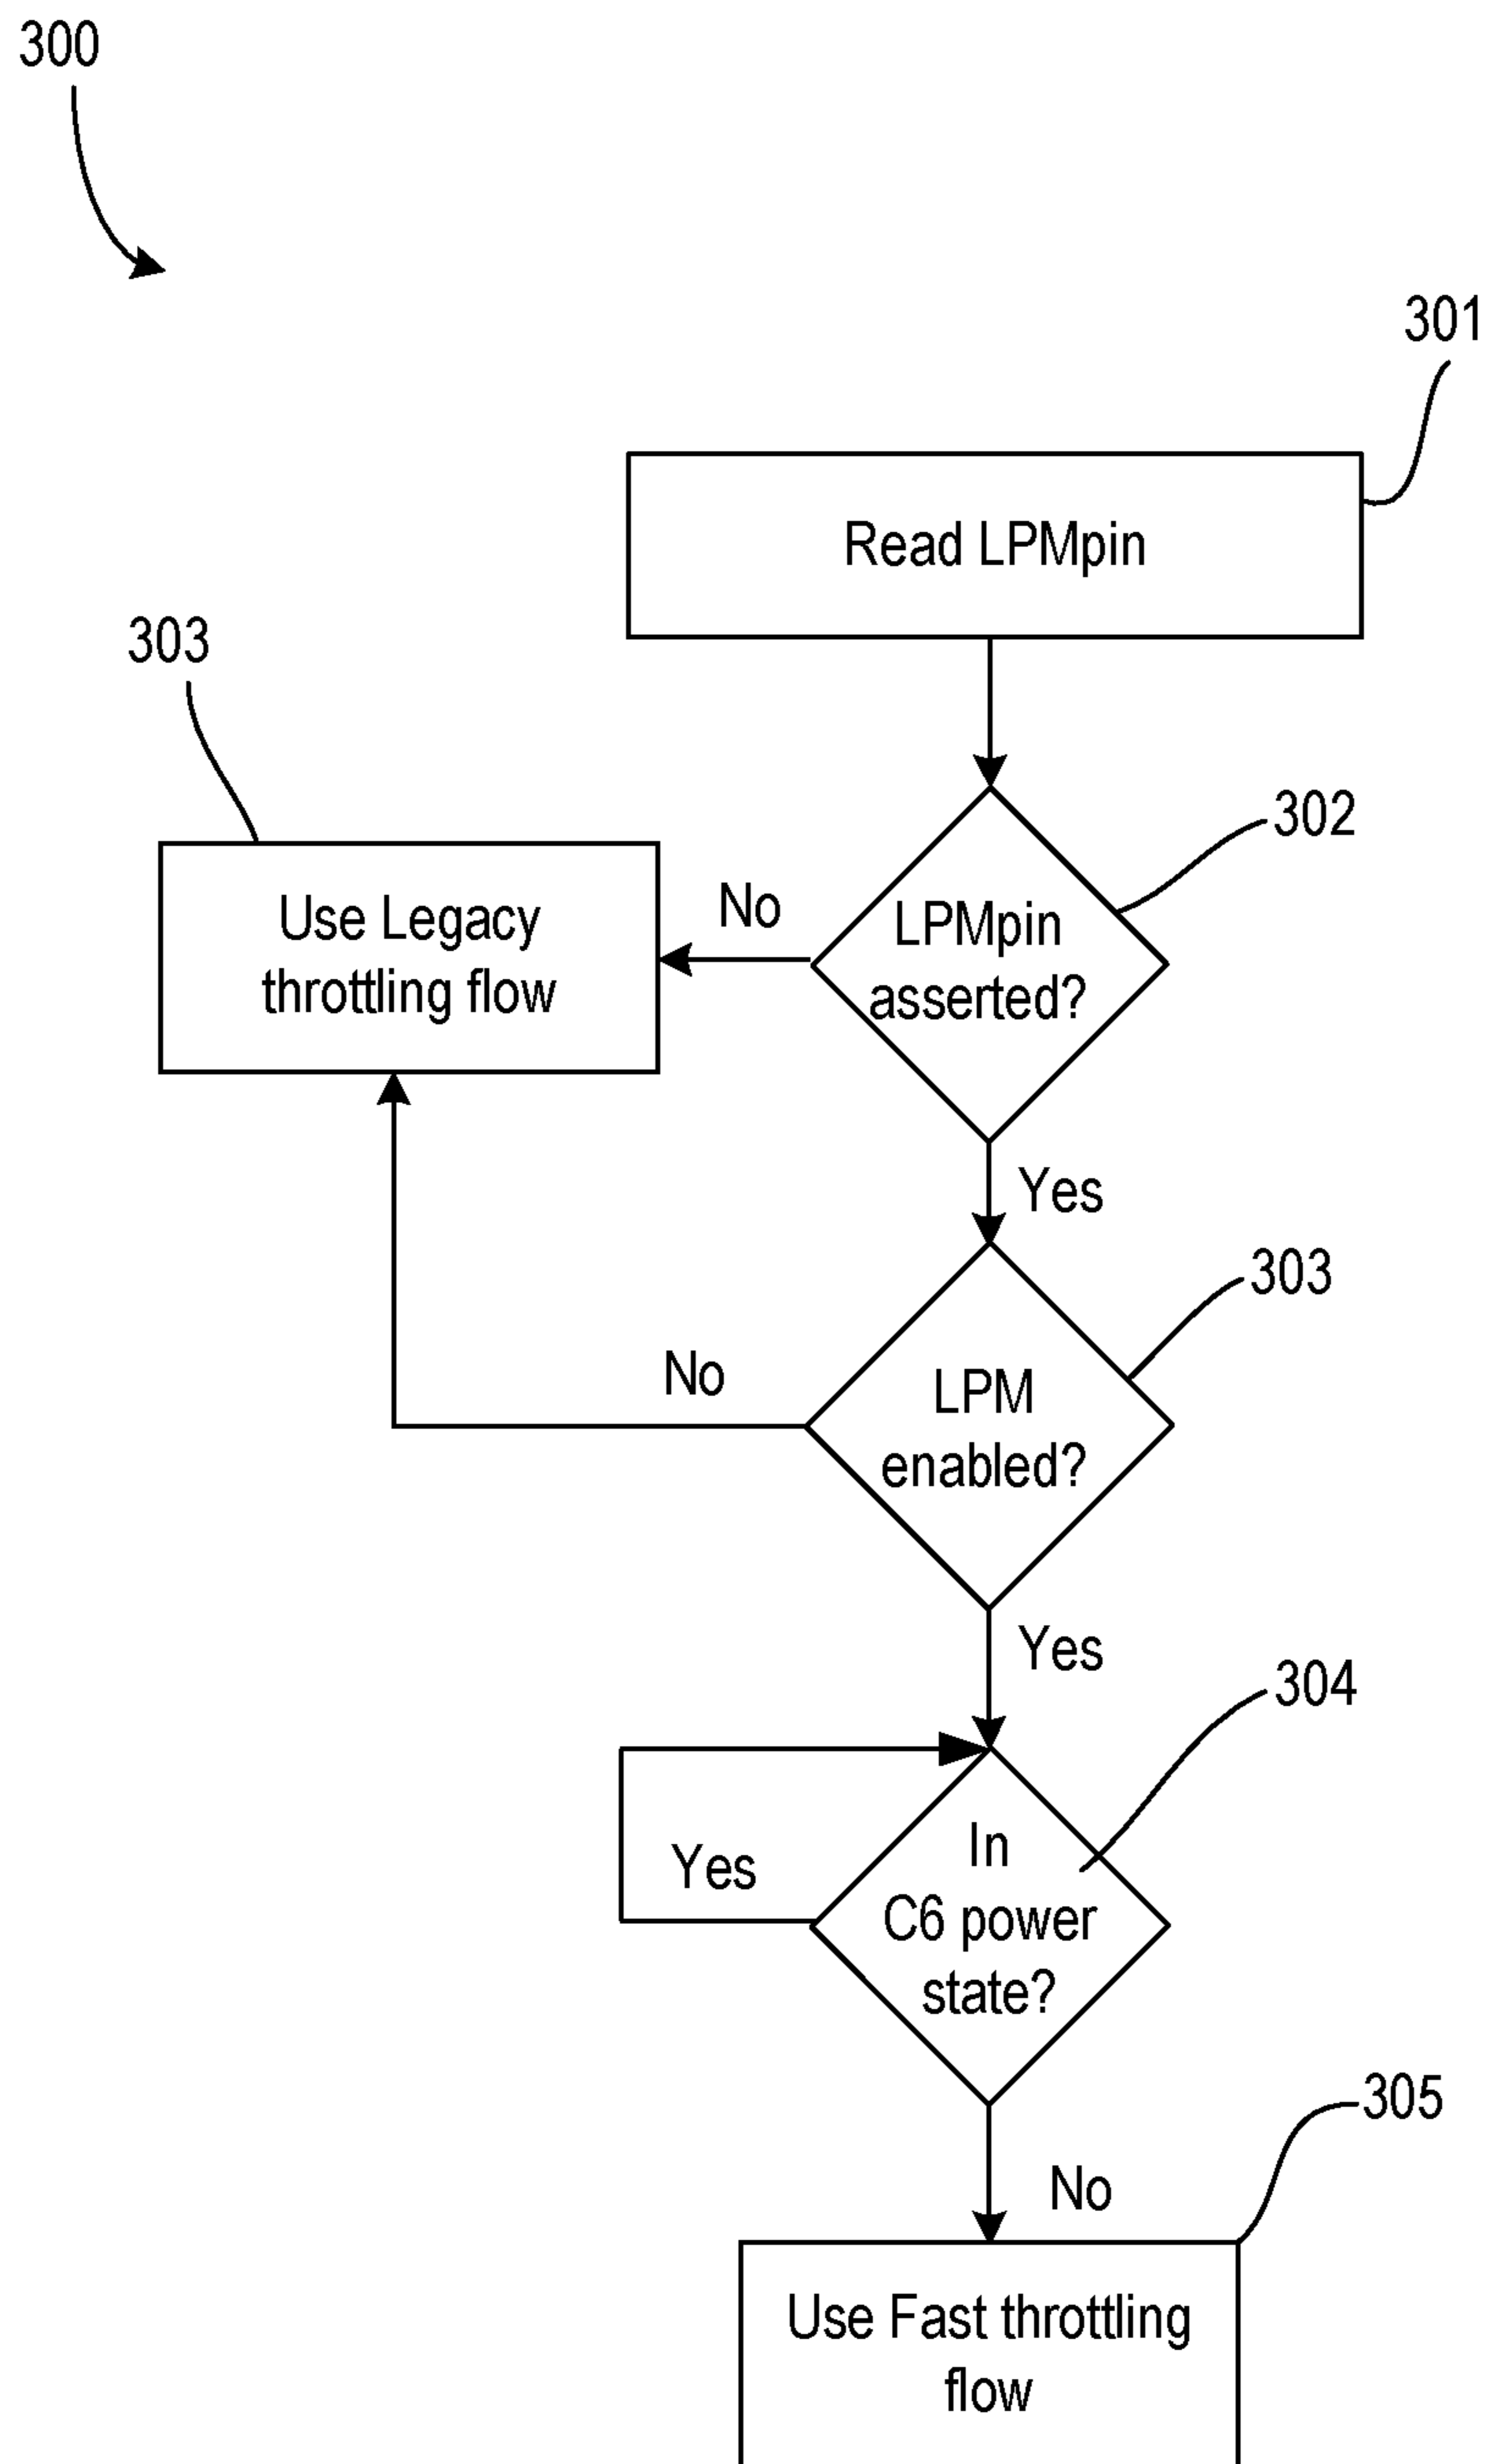 300
301
Read LPMpin
303
302
Use Legacy
throttling flow
No
LPMpin
asserted?
Yes
303
No
LPM
enabled?
Yes
304
Yes
In
C6 power
state?
305
No
Use Fast throttling
flow